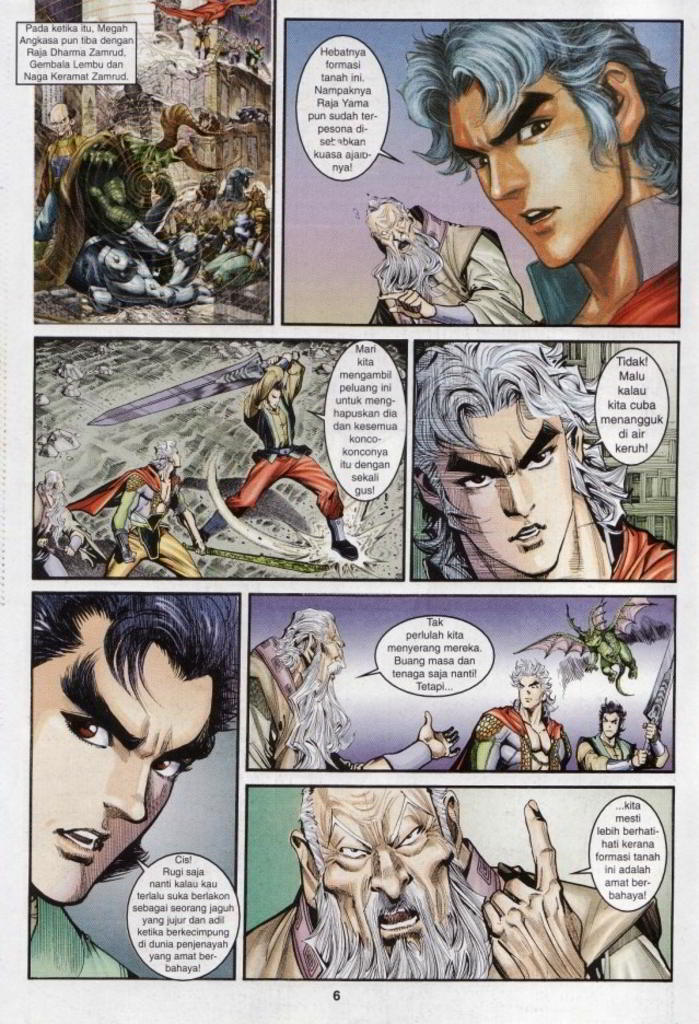 Pada ketika itu, Megah
Angkasa pun tiba dengan
Raja Dharma Zamrud,
Gembala Lembu dan
Naga Keramat Zamrud.
Hebatnya
formasi
tanah ini.
Nampaknya
Raja Yama
pun sudah ter-
pesona di-
sebabkan
kuasa ajaib-
nya!
Mari
kita
mengambil
peluang ini
untuk meng-
hapuskan dia
dan kesemua
konco-
konconya
itu dengan
sekali
gus!
Tidak!
Malu
kalau
kita cuba
menangguk
di air
keruh!
Cis!
Rugi saja
nanti kalau kau
terlalu suka berlakon
sebagai seorang jaguh
yang jujur dan adil
ketika berkecimpung
di dunia penjenayah
yang amat ber-
bahaya!
Tak
perlulah kita
menyerang mereka.
Buang masa dan
tenaga saja nanti!
Tetapi...
...kita
mesti
lebih berhati-
hati kerana
formasi tanah
ini adalah
amat ber-
bahaya!
6